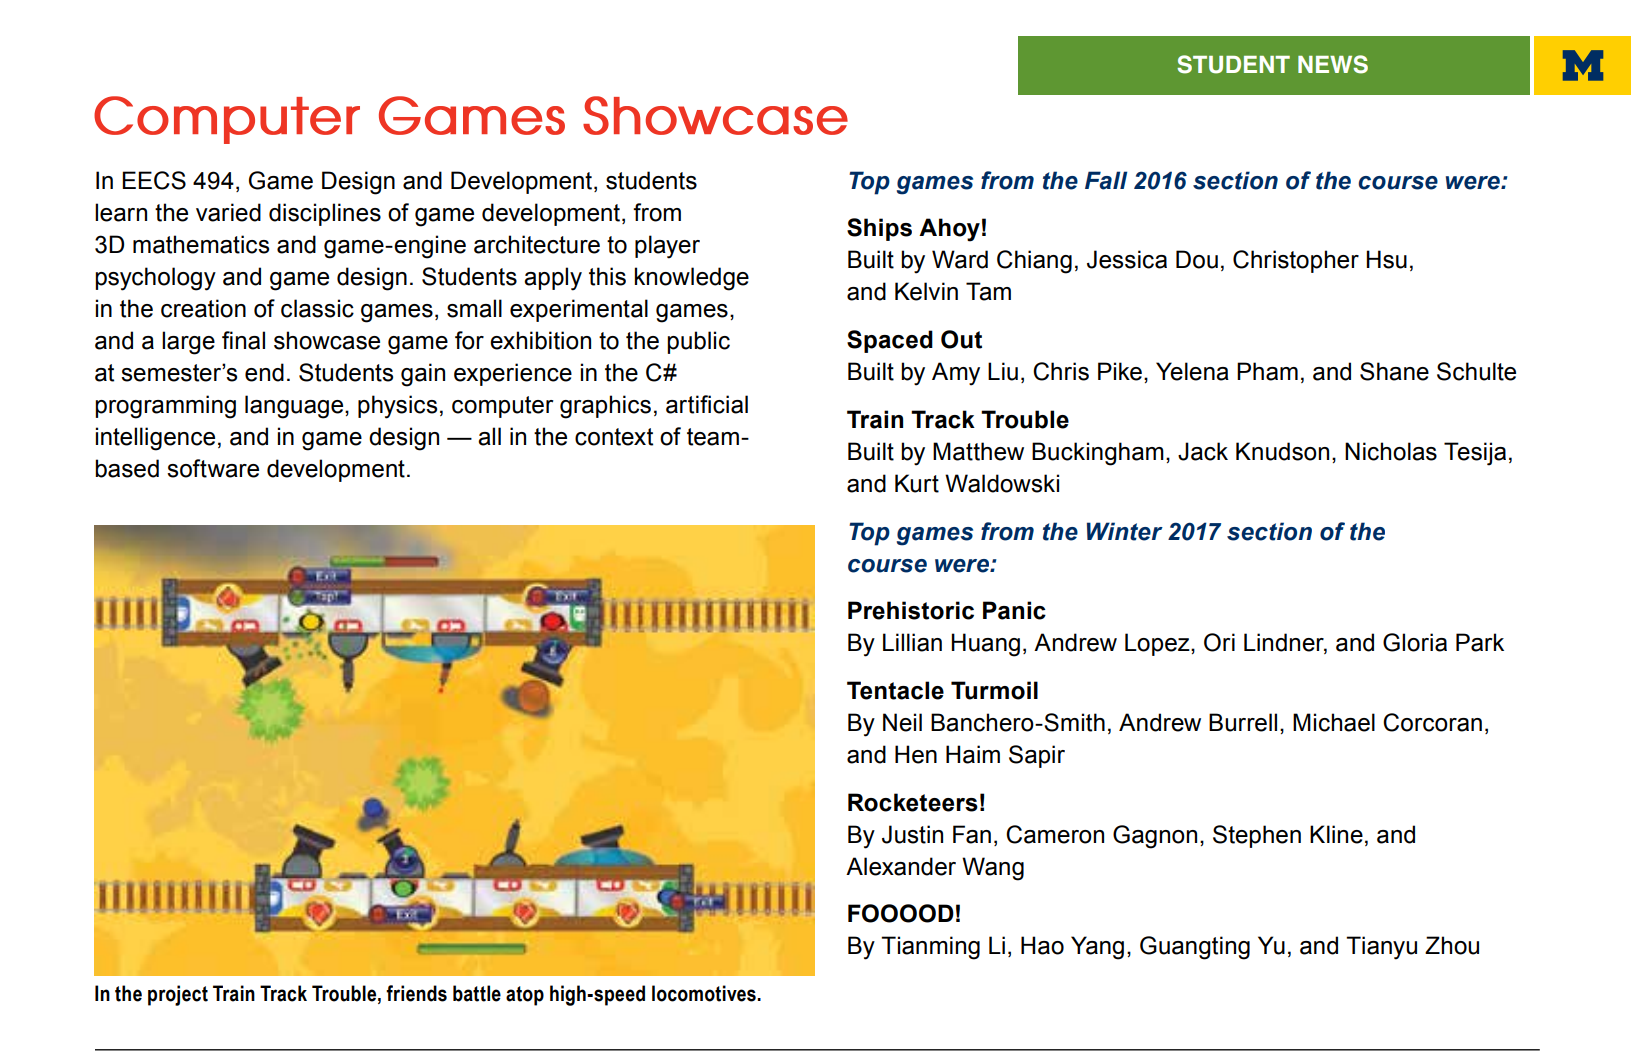 STUDENT NEWS
M
Computer Games Showcase
In EECS 494, Game Design and Development, students
learn the varied disciplines of game development, from
3D mathematics and game-engine architecture to player
psychology and game design. Students apply this knowledge
in the creation of classic games, small experimental games,
and a large final showcase game for exhibition to the public
at semester’s end. Students gain experience in the C#
programming language, physics, computer graphics, artificial
intelligence, and in game design — all in the context of team-
based software development.
Exit
Tap!
Exit
Exit
Exit
In the project Train Track Trouble, friends battle atop high-speed locomotives.
Top games from the Fall 2016 section of the course were:
Ships Ahoy!
Built by Ward Chiang, Jessica Dou, Christopher Hsu,
and Kelvin Tam
Spaced Out
Built by Amy Liu, Chris Pike, Yelena Pham, and Shane Schulte
Train Track Trouble
Built by Matthew Buckingham, Jack Knudson, Nicholas Tesija,
and Kurt Waldowski
Top games from the Winter 2017 section of the
course were:
Prehistoric Panic
By Lillian Huang, Andrew Lopez, Ori Lindner, and Gloria Park
Tentacle Turmoil
By Neil Banchero-Smith, Andrew Burrell, Michael Corcoran,
and Hen Haim Sapir
Rocketeers!
By Justin Fan, Cameron Gagnon, Stephen Kline, and
Alexander Wang
FOOOOD!
By Tianming Li, Hao Yang, Guangting Yu, and Tianyu Zhou